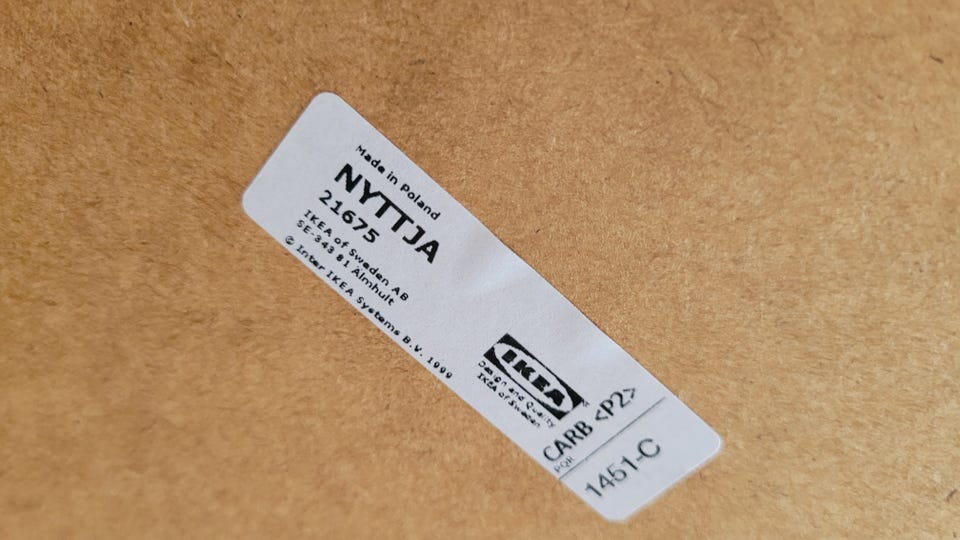 Made in Poland
NYTTJA
21675
IKEA of Sweden AB
SE-343 81 Älmhult
© Inter IKEA Systems B.V. 1999
IKEA
Design and Quality
IKEA of Sweden
CARB <P2>
PQR
1451-C